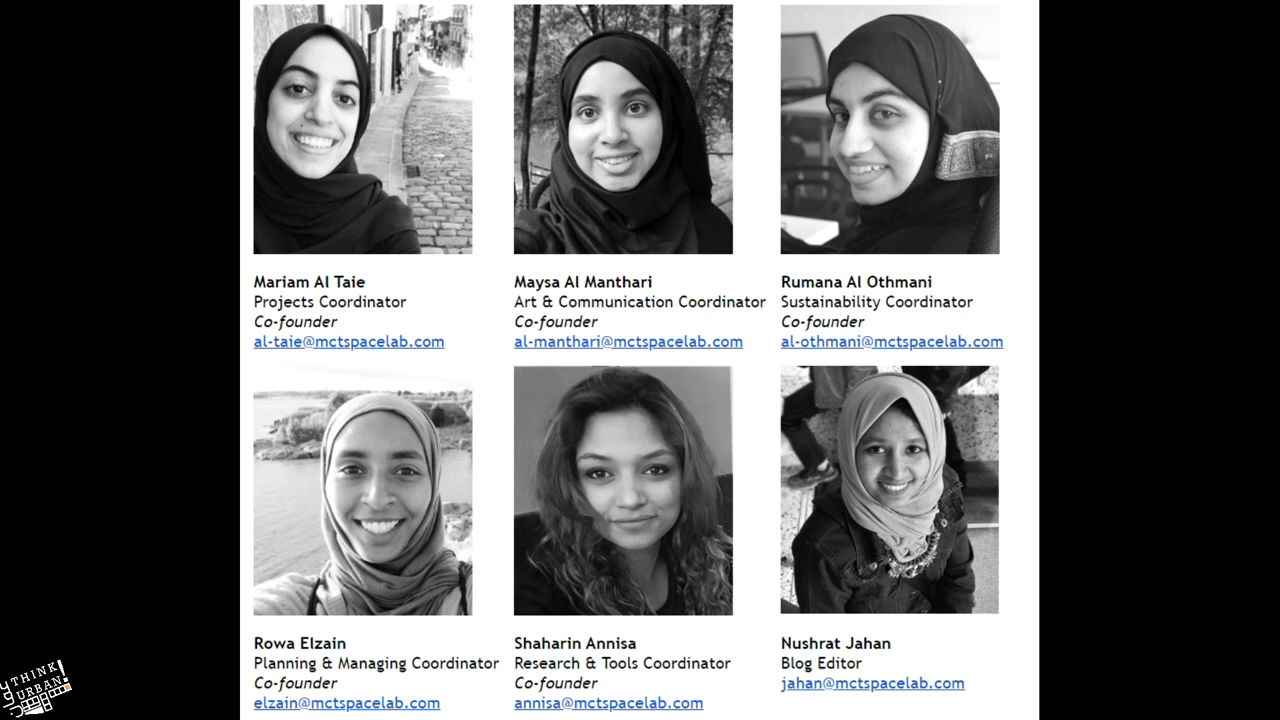 Mariam Al Taie
Projects Coordinator
Co-founder
al-taie@mctspacelab.com
Maysa Al Manthari
Art & Communication Coordinator
Co-founder
al-manthari@mctspacelab.com
Rumana Al Othmani
Sustainability Coordinator
Co-founder
al-othmani@mctspacelab.com
Rowa Elzain
Planning & Managing Coordinator
Co-founder
elzain@mctspacelab.com
Shaharin Annisa
Research & Tools Coordinator
Co-founder
annisa@mctspacelab.com
Nushrat Jahan
Blog Editor
jahan@mctspacelab.com
THINK
URBAN!